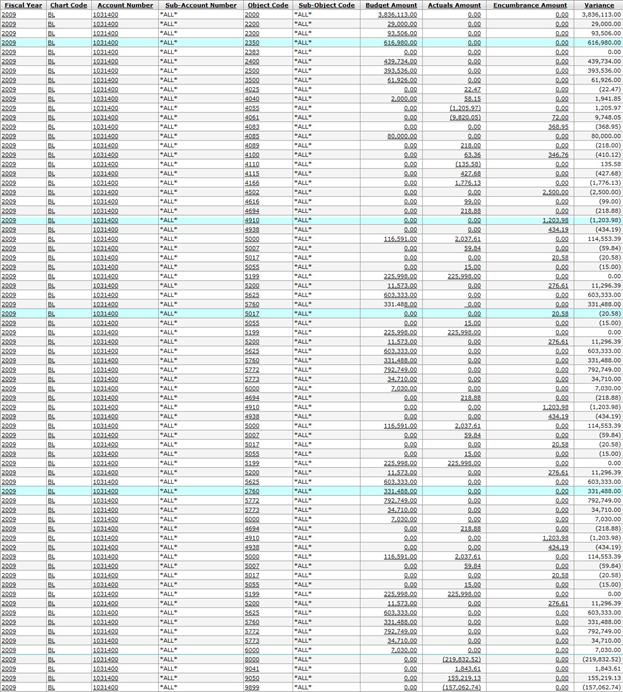 Fiscal Year Chart Code Account Number Sub-Account Number Object Code Sub-Object Code Budget Amount Actuals Amount Encumbrance Amount Variance
2009 BL 1031400 *ALL* 2000 *ALL* 3,836,113.00 0.00 0.00 3,836,113.00
2009 BL 1031400 *ALL* 2200 *ALL* 29,000.00 0.00 0.00 29,000.00
2009 BL 1031400 *ALL* 2300 *ALL* 93,506.00 0.00 0.00 93,506.00
2009 BL 1031400 *ALL* 2350 *ALL* 616,980.00 0.00 0.00 616,980.00
2009 BL 1031400 *ALL* 2383 *ALL* 0.00 0.00 0.00 0.00
2009 BL 1031400 *ALL* 2400 *ALL* 439,734.00 0.00 0.00 439,734.00
2009 BL 1031400 *ALL* 2500 *ALL* 393,536.00 0.00 0.00 393,536.00
2009 BL 1031400 *ALL* 3500 *ALL* 61,926.00 0.00 0.00 61,926.00
2009 BL 1031400 *ALL* 4025 *ALL* 0.00 22.47 0.00 (22.47)
2009 BL 1031400 *ALL* 4040 *ALL* 2,000.00 58.15 0.00 1,941.85
2009 BL 1031400 *ALL* 4055 *ALL* 0.00 (1,205.97) 0.00 1,205.97
2009 BL 1031400 *ALL* 4061 *ALL* 0.00 (9,820.05) 72.00 9,748.05
2009 BL 1031400 *ALL* 4083 *ALL* 0.00 0.00 368.95 (368.95)
2009 BL 1031400 *ALL* 4085 *ALL* 80,000.00 0.00 0.00 80,000.00
2009 BL 1031400 *ALL* 4089 *ALL* 0.00 218.00 0.00 (218.00)
2009 BL 1031400 *ALL* 4100 *ALL* 0.00 63.36 346.76 (410.12)
2009 BL 1031400 *ALL* 4110 *ALL* 0.00 (135.58) 0.00 135.58
2009 BL 1031400 *ALL* 4115 *ALL* 0.00 427.68 0.00 (427.68)
2009 BL 1031400 *ALL* 4166 *ALL* 0.00 1,776.13 0.00 (1,776.13)
2009 BL 1031400 *ALL* 4502 *ALL* 0.00 0.00 2,500.00 (2,500.00)
2009 BL 1031400 *ALL* 4616 *ALL* 0.00 99.00 0.00 (99.00)
2009 BL 1031400 *ALL* 4694 *ALL* 0.00 218.88 0.00 (218.88)
2009 BL 1031400 *ALL* 4910 *ALL* 0.00 0.00 1,203.98 (1,203.98)
2009 BL 1031400 *ALL* 4938 *ALL* 0.00 0.00 434.19 (434.19)
2009 BL 1031400 *ALL* 5000 *ALL* 116,591.00 2,037.61 0.00 114,553.39
2009 BL 1031400 *ALL* 5007 *ALL* 0.00 59.84 0.00 (59.84)
2009 BL 1031400 *ALL* 5017 *ALL* 0.00 0.00 20.58 (20.58)
2009 BL 1031400 *ALL* 5055 *ALL* 0.00 15.00 0.00 (15.00)
2009 BL 1031400 *ALL* 5199 *ALL* 225,998.00 225,998.00 0.00 0.00
2009 BL 1031400 *ALL* 5200 *ALL* 11,573.00 0.00 276.61 11,296.39
2009 BL 1031400 *ALL* 5625 *ALL* 603,333.00 0.00 0.00 603,333.00
2009 BL 1031400 *ALL* 5760 *ALL* 331,488.00 0.00 0.00 331,488.00
2009 BL 1031400 *ALL* 5017 *ALL* 0.00 0.00 20.58 (20.58)
2009 BL 1031400 *ALL* 5055 *ALL* 0.00 15.00 0.00 (15.00)
2009 BL 1031400 *ALL* 5199 *ALL* 225,998.00 225,998.00 0.00 0.00
2009 BL 1031400 *ALL* 5200 *ALL* 11,573.00 0.00 276.61 11,296.39
2009 BL 1031400 *ALL* 5625 *ALL* 603,333.00 0.00 0.00 603,333.00
2009 BL 1031400 *ALL* 5760 *ALL* 331,488.00 0.00 0.00 331,488.00
2009 BL 1031400 *ALL* 5772 *ALL* 792,749.00 0.00 0.00 792,749.00
2009 BL 1031400 *ALL* 5773 *ALL* 34,710.00 0.00 0.00 34,710.00
2009 BL 1031400 *ALL* 6000 *ALL* 7,030.00 0.00 0.00 7,030.00
2009 BL 1031400 *ALL* 4694 *ALL* 0.00 218.88 0.00 (218.88)
2009 BL 1031400 *ALL* 4910 *ALL* 0.00 0.00 1,203.98 (1,203.98)
2009 BL 1031400 *ALL* 4938 *ALL* 0.00 0.00 434.19 (434.19)
2009 BL 1031400 *ALL* 5000 *ALL* 116,591.00 2,037.61 0.00 114,553.39
2009 BL 1031400 *ALL* 5007 *ALL* 0.00 59.84 0.00 (59.84)
2009 BL 1031400 *ALL* 5017 *ALL* 0.00 0.00 20.58 (20.58)
2009 BL 1031400 *ALL* 5055 *ALL* 0.00 15.00 0.00 (15.00)
2009 BL 1031400 *ALL* 5199 *ALL* 225,998.00 225,998.00 0.00 0.00
2009 BL 1031400 *ALL* 5200 *ALL* 11,573.00 0.00 276.61 11,296.39
2009 BL 1031400 *ALL* 5625 *ALL* 603,333.00 0.00 0.00 603,333.00
2009 BL 1031400 *ALL* 5760 *ALL* 331,488.00 0.00 0.00 331,488.00
2009 BL 1031400 *ALL* 5772 *ALL* 792,749.00 0.00 0.00 792,749.00
2009 BL 1031400 *ALL* 5773 *ALL* 34,710.00 0.00 0.00 34,710.00
2009 BL 1031400 *ALL* 6000 *ALL* 7,030.00 0.00 0.00 7,030.00
2009 BL 1031400 *ALL* 4694 *ALL* 0.00 218.88 0.00 (218.88)
2009 BL 1031400 *ALL* 4910 *ALL* 0.00 0.00 1,203.98 (1,203.98)
2009 BL 1031400 *ALL* 4938 *ALL* 0.00 0.00 434.19 (434.19)
2009 BL 1031400 *ALL* 5000 *ALL* 116,591.00 2,037.61 0.00 114,553.39
2009 BL 1031400 *ALL* 5007 *ALL* 0.00 59.84 0.00 (59.84)
2009 BL 1031400 *ALL* 5017 *ALL* 0.00 0.00 20.58 (20.58)
2009 BL 1031400 *ALL* 5055 *ALL* 0.00 15.00 0.00 (15.00)
2009 BL 1031400 *ALL* 5199 *ALL* 225,998.00 225,998.00 0.00 0.00
2009 BL 1031400 *ALL* 5200 *ALL* 11,573.00 0.00 276.61 11,296.39
2009 BL 1031400 *ALL* 5625 *ALL* 603,333.00 0.00 0.00 603,333.00
2009 BL 1031400 *ALL* 5760 *ALL* 331,488.00 0.00 0.00 331,488.00
2009 BL 1031400 *ALL* 5772 *ALL* 792,749.00 0.00 0.00 792,749.00
2009 BL 1031400 *ALL* 5773 *ALL* 34,710.00 0.00 0.00 34,710.00
2009 BL 1031400 *ALL* 6000 *ALL* 7,030.00 0.00 0.00 7,030.00
2009 BL 1031400 *ALL* 8000 *ALL* 0.00 (219,832.52) 0.00 (219,832.52)
2009 BL 1031400 *ALL* 9041 *ALL* 0.00 1,843.61 0.00 1,843.61
2009 BL 1031400 *ALL* 9050 *ALL* 0.00 155,219.13 0.00 155,219.13
2009 BL 1031400 *ALL* 9899 *ALL* 0.00 (157,062.74) 0.00 (157,062.74)